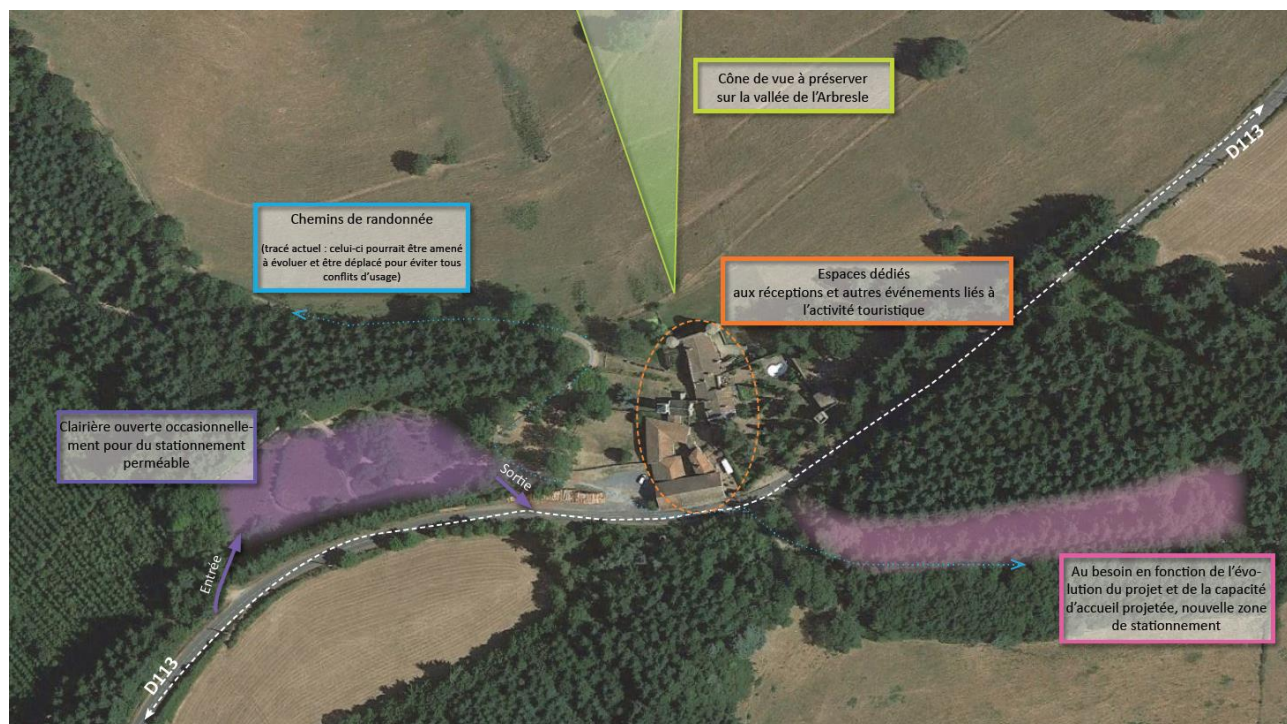 Cône de vue à préserver
sur la vallée de l'Arbresle
D113
Chemins de randonnée
(tracé actuel : celui-ci pourrait être amené
à évoluer et être déplacé pour éviter tous
conflits d'usage)
Espaces dédiés
aux réceptions et autres événements liés à
l'activité touristique
Clairière ouverte occasionnelle-
ment pour du stationnement
perméable
Sortie
Entrée
Au besoin en fonction de l'évo-
lution du projet et de la capacité
d'accueil projetée, nouvelle zone
de stationnement
D113